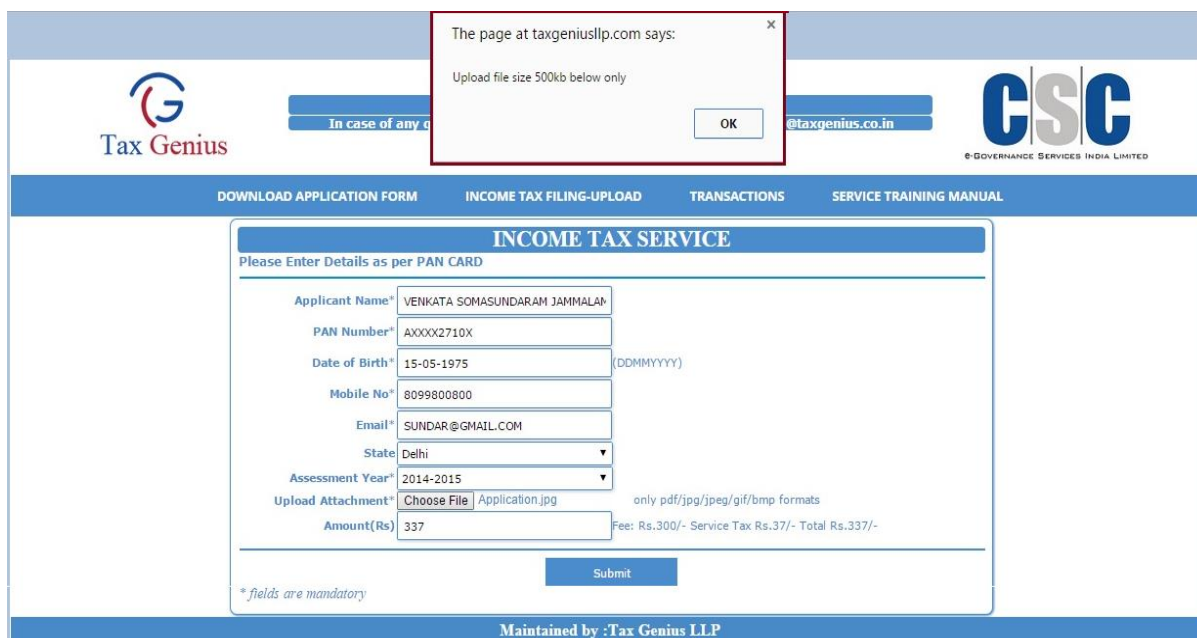 The page at taxgeniusllp.com says:
Upload file size 500kb below only
OK
Tax Genius
In case of any @taxgenius.co.in
CSC
e-GOVERNANCE SERVICES INDIA LIMITED
DOWNLOAD APPLICATION FORM INCOME TAX FILING-UPLOAD TRANSACTIONS SERVICE TRAINING MANUAL
INCOME TAX SERVICE
Please Enter Details as per PAN CARD
Applicant Name* VENKATA SOMASUNDARAM JAMMALAM
PAN Number* AXXXX2710X
Date of Birth* 15-05-1975 (DDMMYYYY)
Mobile No* 8099800800
Email* SUNDAR@GMAIL.COM
State Delhi
Assessment Year* 2014-2015
Upload Attachment* Choose File Application.jpg only pdf/jpg/jpeg/gif/bmp formats
Amount(Rs) 337 Fee: Rs.300/- Service Tax Rs.37/- Total Rs.337/-
Submit
* fields are mandatory
Maintained by :Tax Genius LLP